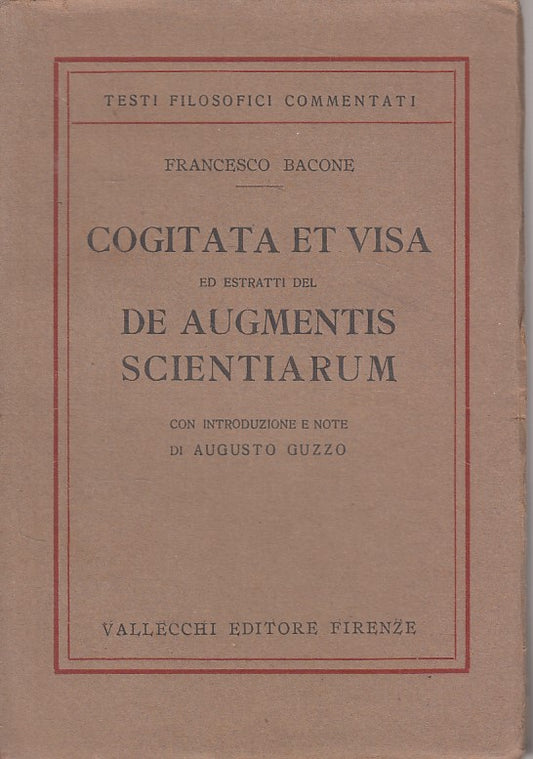 TESTI FILOSOFICI COMMENTATI
FRANCESCO BACONE
COGITATA ET VISA
ED ESTRATTI DEL
DE AUGMENTIS
SCIENTIARUM
CON INTRODUZIONE E NOTE
DI AUGUSTO GUZZO
VALLECCHI EDITORE FIRENZE